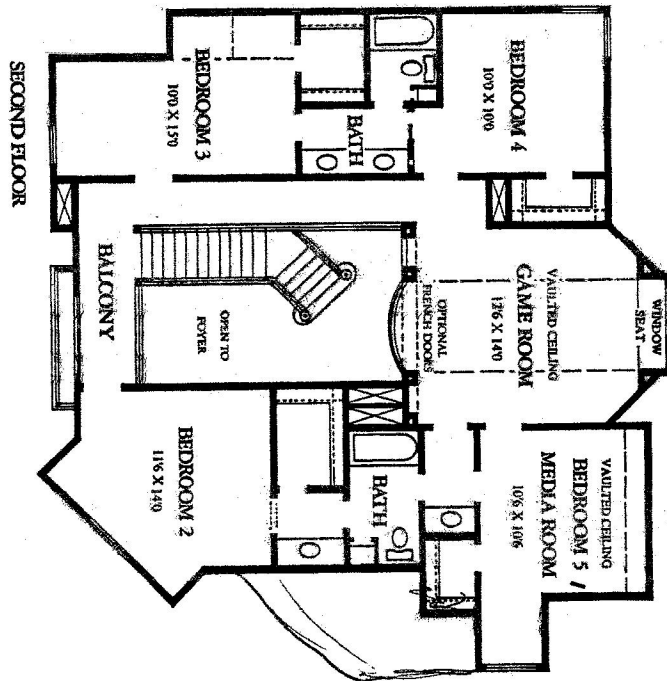 WINDOW
SEAT
BEDROOM 4
10'0 X 10'0
VAULTED CEILING
GAME ROOM
12'6 X 14'0
OPTIONAL
FRENCH DOORS
VAULTED CEILING
BEDROOM 5 /
MEDIA ROOM
10'6 X 10'6
BATH
BATH
BEDROOM 3
10'0 X 15'0
OPEN TO
FOYER
BEDROOM 2
11'6 X 14'0
BALCONY
SECOND FLOOR